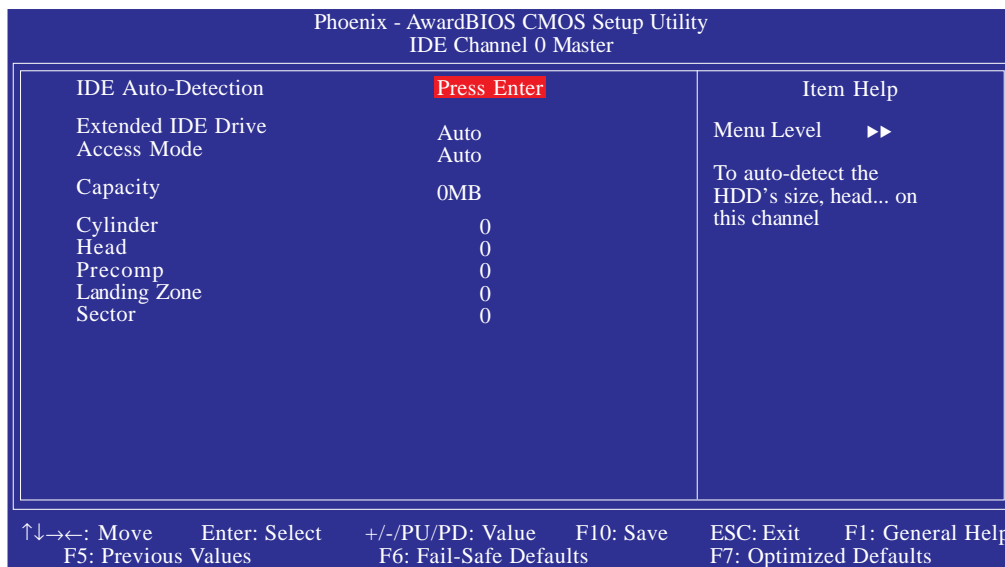 Phoenix - AwardBIOS CMOS Setup Utility
IDE Channel 0 Master
IDE Auto-Detection Press Enter
Extended IDE Drive Auto
Access Mode Auto
Capacity 0MB
Cylinder 0
Head 0
Precomp 0
Landing Zone 0
Sector 0
Item Help
Menu Level ▶▶
To auto-detect the
HDD's size, head... on
this channel
↑↓→←: Move Enter: Select +/-/PU/PD: Value F10: Save ESC: Exit F1: General Help
F5: Previous Values F6: Fail-Safe Defaults F7: Optimized Defaults